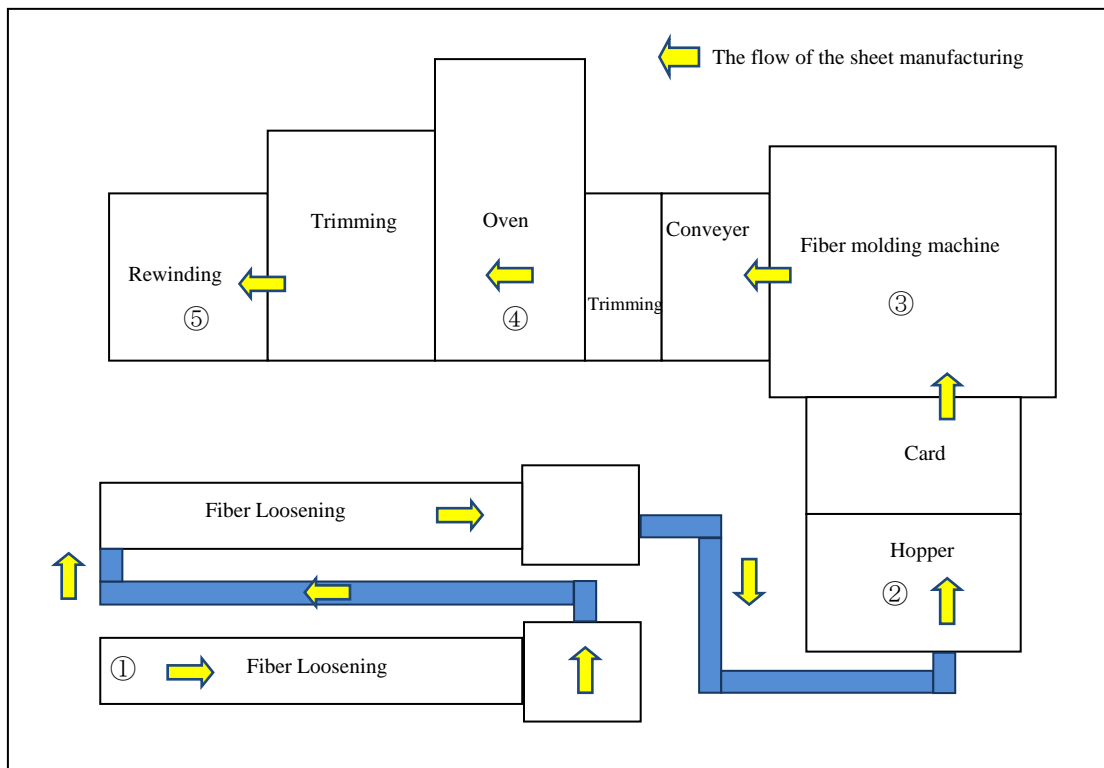 The flow of the sheet manufacturing
Trimming
Oven
Conveyer
Fiber molding machine
Rewinding
Trimming
⑤
④
③
Card
Fiber Loosening
Hopper
②
①
Fiber Loosening